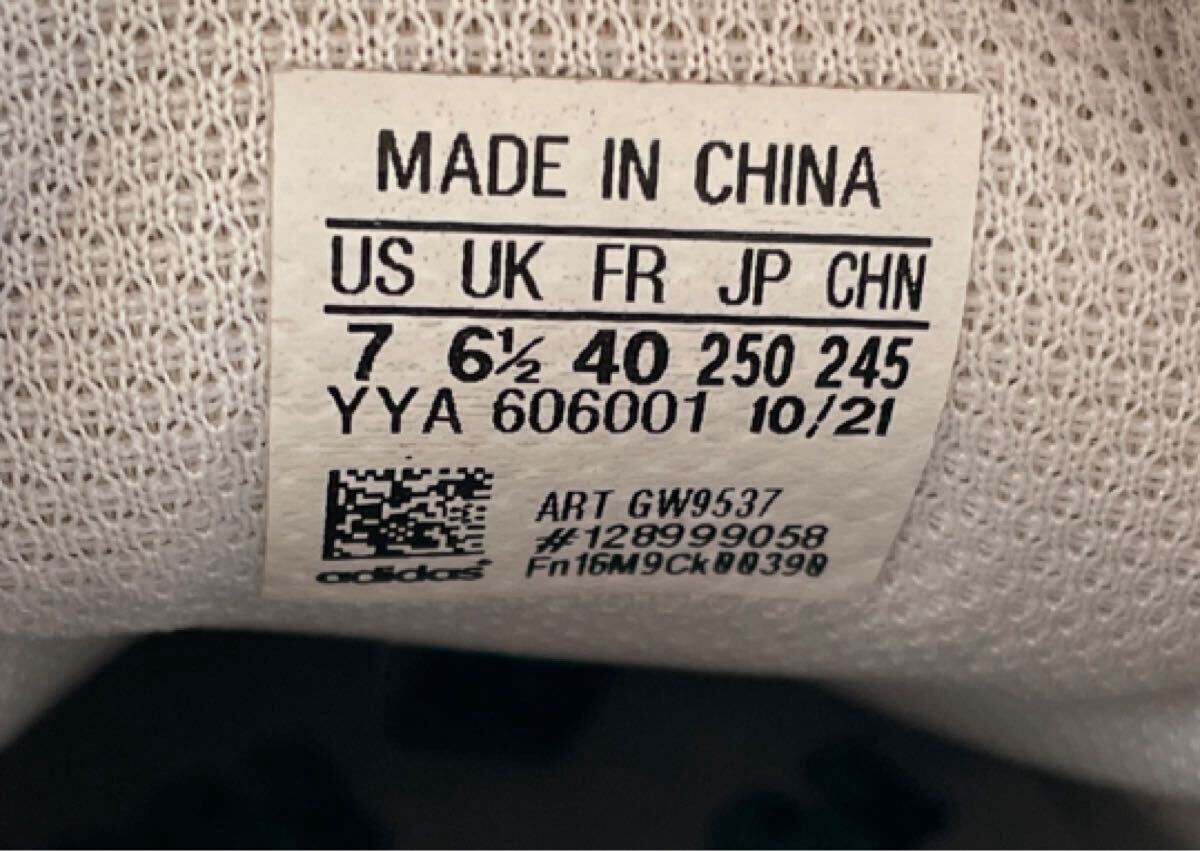 MADE IN CHINA
US UK FR JP CHN
7 6½ 40 250 245
YYA 606001 10/21
ART GW9537
#128999058
Fn16M9Ck00390
adidas